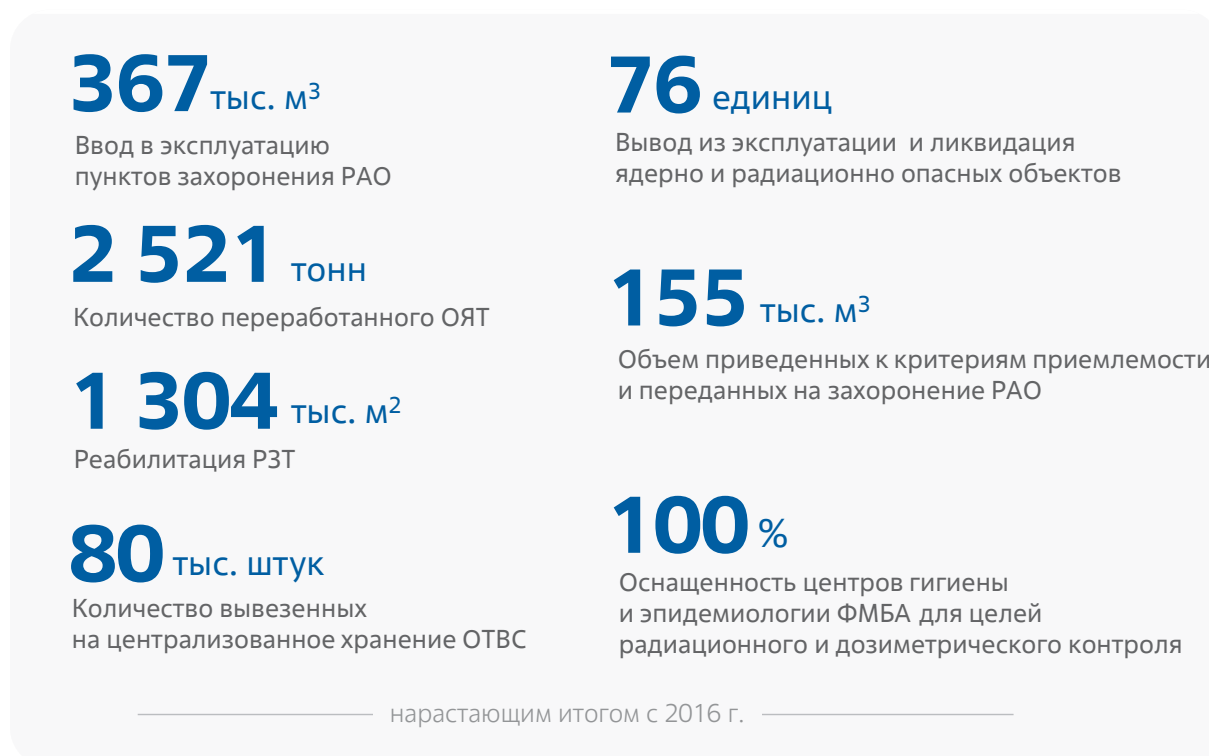 367 тыс. м³
Ввод в эксплуатацию
пунктов захоронения РАО
2 521 тонн
Количество переработанного ОЯТ
1 304 тыс. м²
Реабилитация РЗТ
80 тыс. штук
Количество вывезенных
на централизованное хранение ОТВС
76 единиц
Вывод из эксплуатации и ликвидация
ядерно и радиационно опасных объектов
155 тыс. м³
Объем приведенных к критериям приемлемости
и переданных на захоронение РАО
100 %
Оснащенность центров гигиены
и эпидемиологии ФМБА для целей
радиационного и дозиметрического контроля
нарастающим итогом с 2016 г.